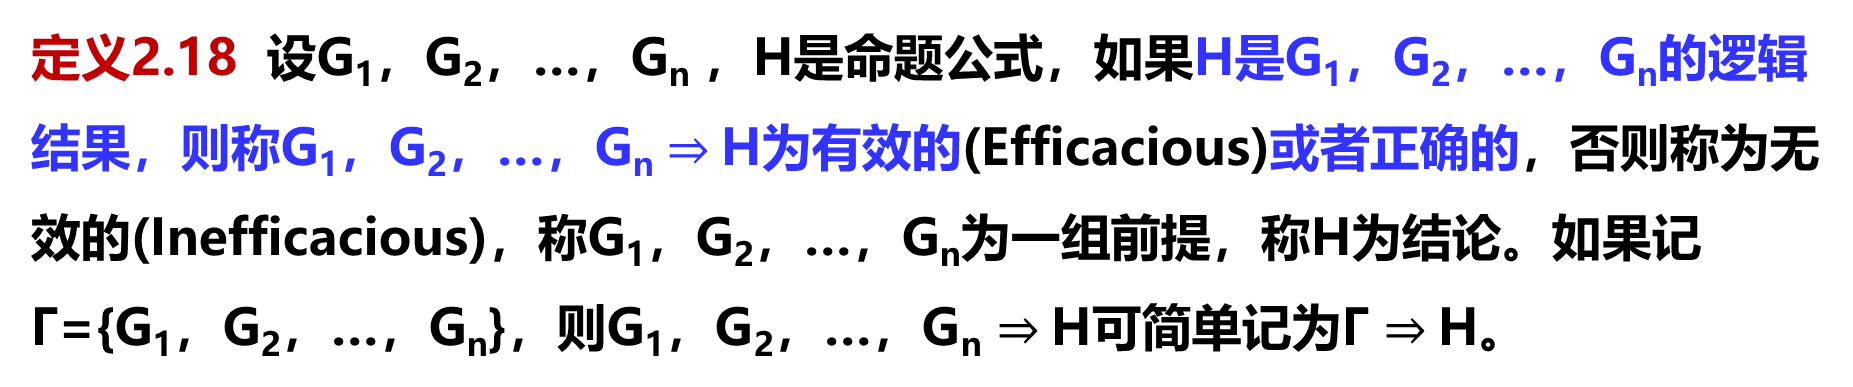 定义2.18 设G₁，G₂，…，Gₙ ，H是命题公式，如果H是G₁，G₂，…，Gₙ的逻辑
结果，则称G₁，G₂，…，Gₙ ⇒ H为有效的(Efficacious)或者正确的，否则称为无
效的(Inefficacious)，称G₁，G₂，…，Gₙ为一组前提，称H为结论。如果记
Γ={G₁，G₂，…，Gₙ}，则G₁，G₂，…，Gₙ ⇒ H可简单记为Γ ⇒ H。